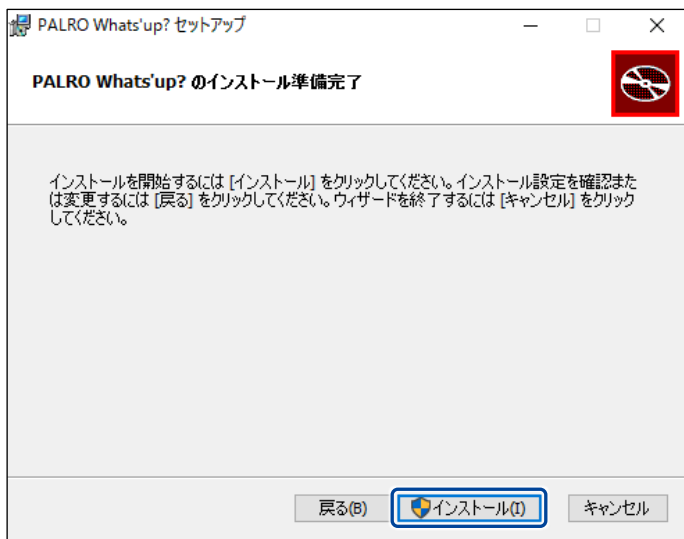 PALRO Whats'up? セットアップ
PALRO Whats'up? のインストール準備完了
インストールを開始するには [インストール] をクリックしてください。インストール設定を確認また
は変更するには [戻る] をクリックしてください。ウィザードを終了するには [キャンセル] をクリック
してください。
戻る(B) インストール(I) キャンセル